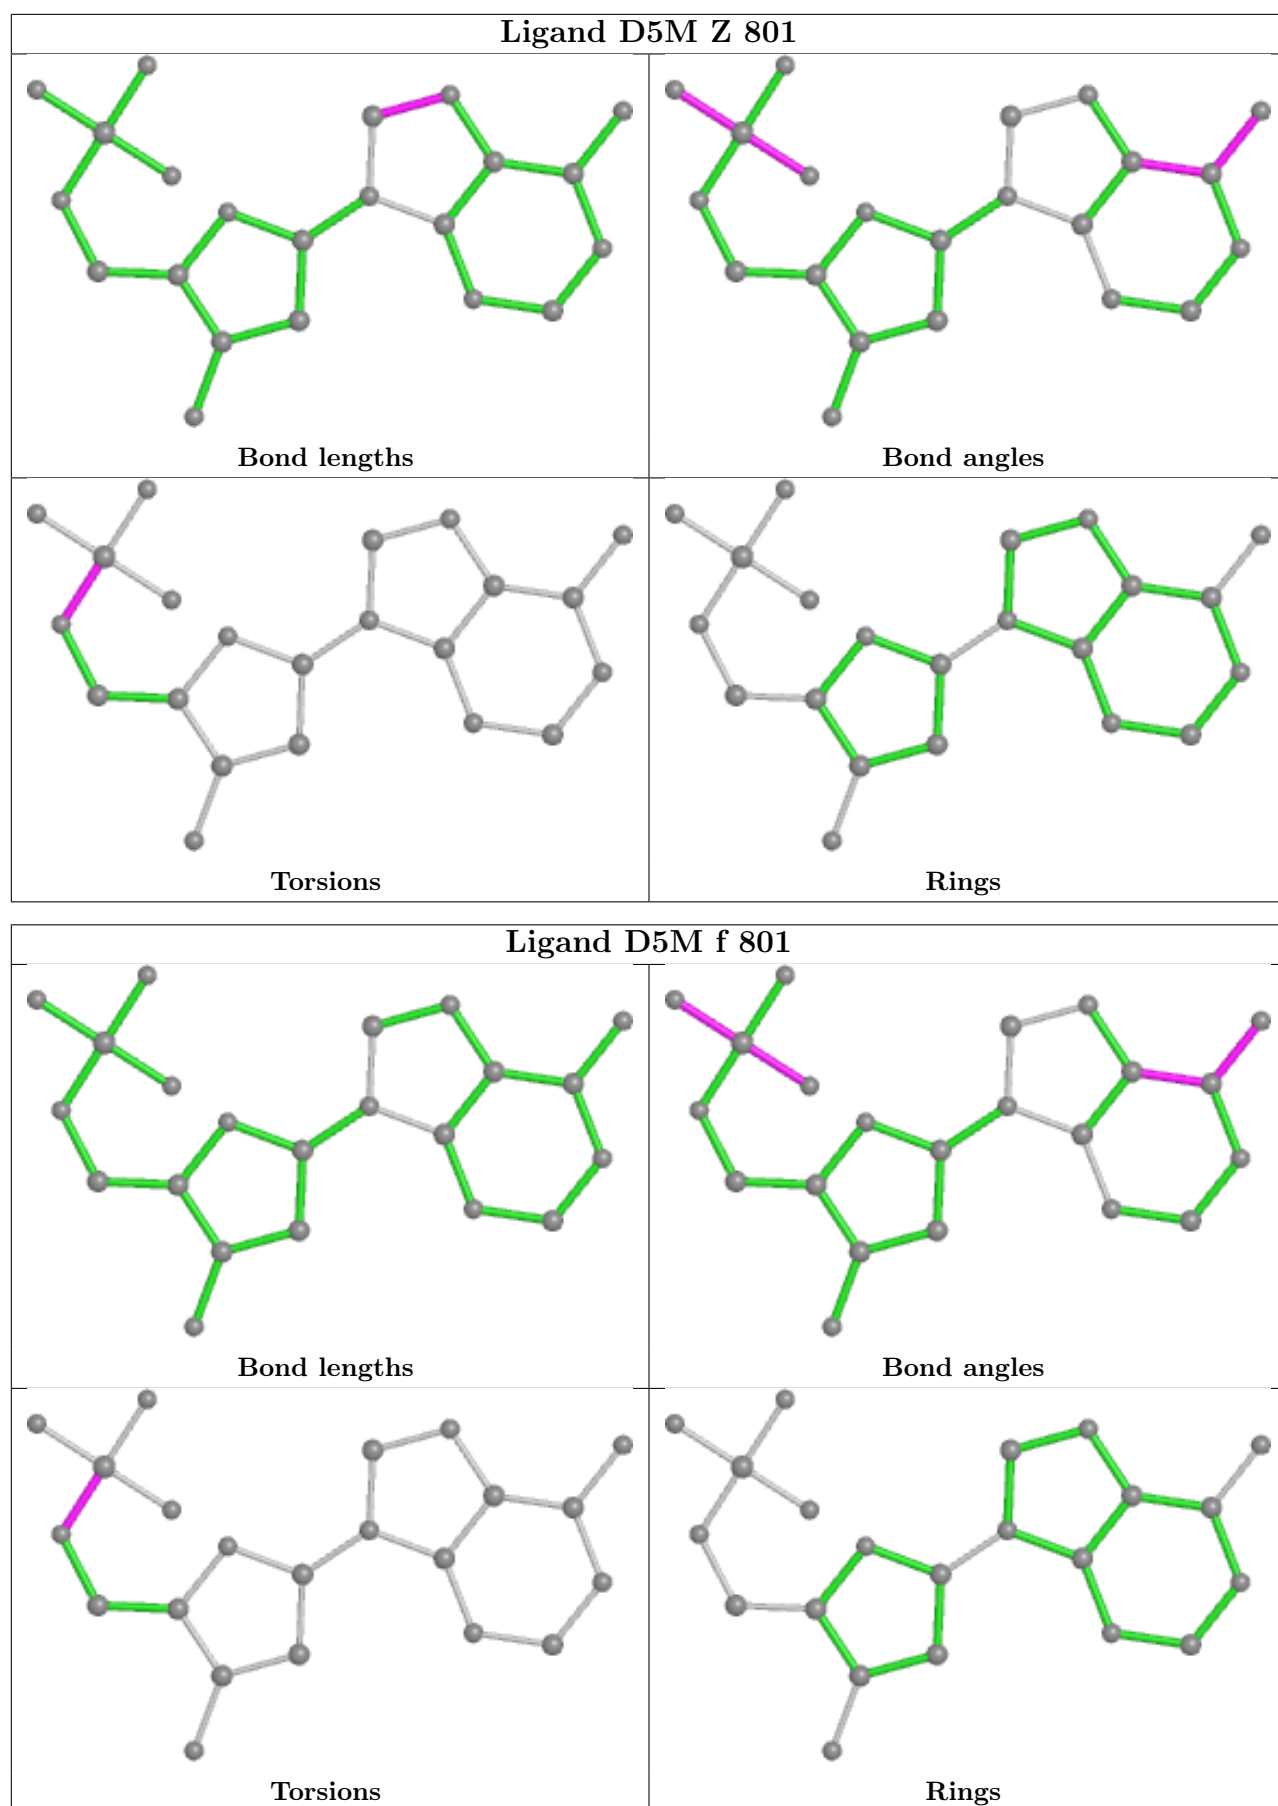 Ligand D5M Z 801
Bond lengths
Bond angles
Torsions
Rings
Ligand D5M f 801
Bond lengths
Bond angles
Torsions
Rings